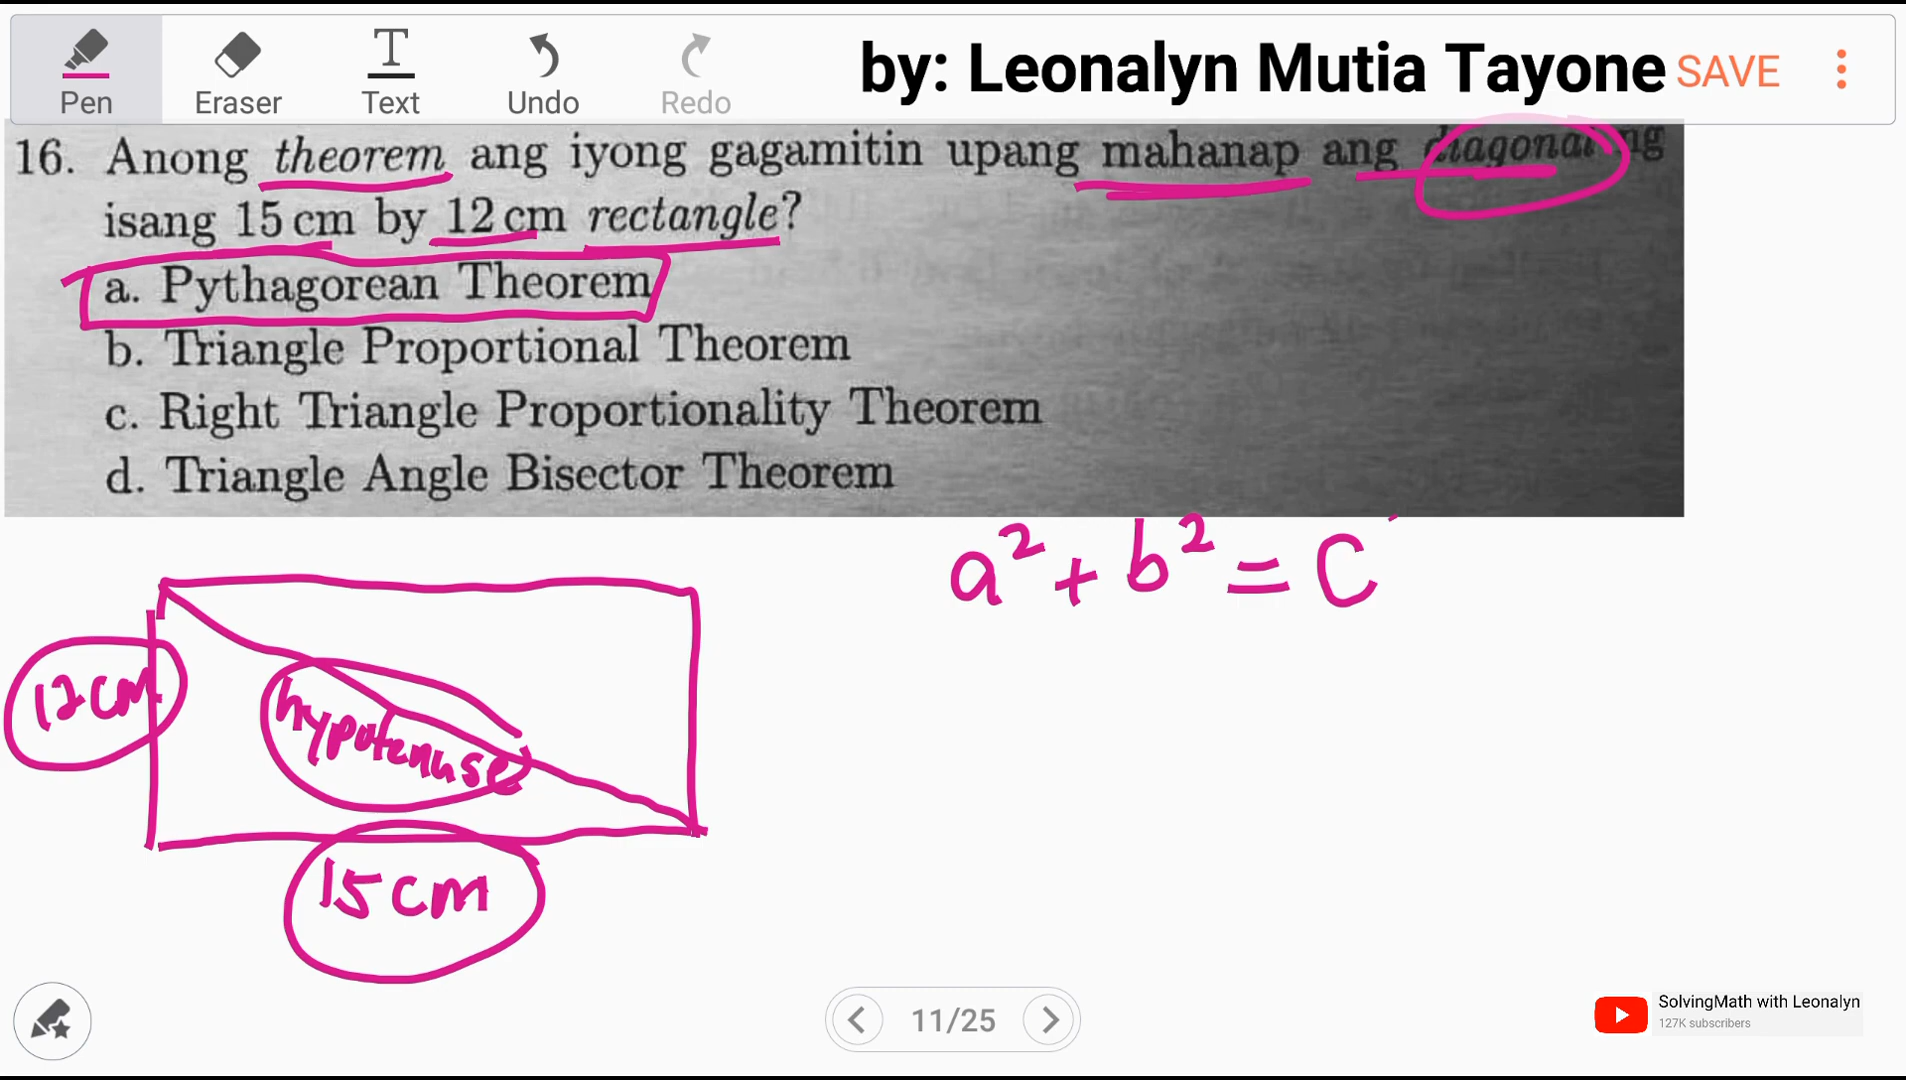 Pen
Eraser
Text
Undo
Redo
by: Leonalyn Mutia Tayone
SAVE
16. Anong theorem ang iyong gagamitin upang mahanap ang diagonal ng
isang 15 cm by 12 cm rectangle?
a. Pythagorean Theorem
b. Triangle Proportional Theorem
c. Right Triangle Proportionality Theorem
d. Triangle Angle Bisector Theorem
a² + b² = c
12cm
hypotenuse
15cm
11/25
SolvingMath with Leonalyn
127K subscribers